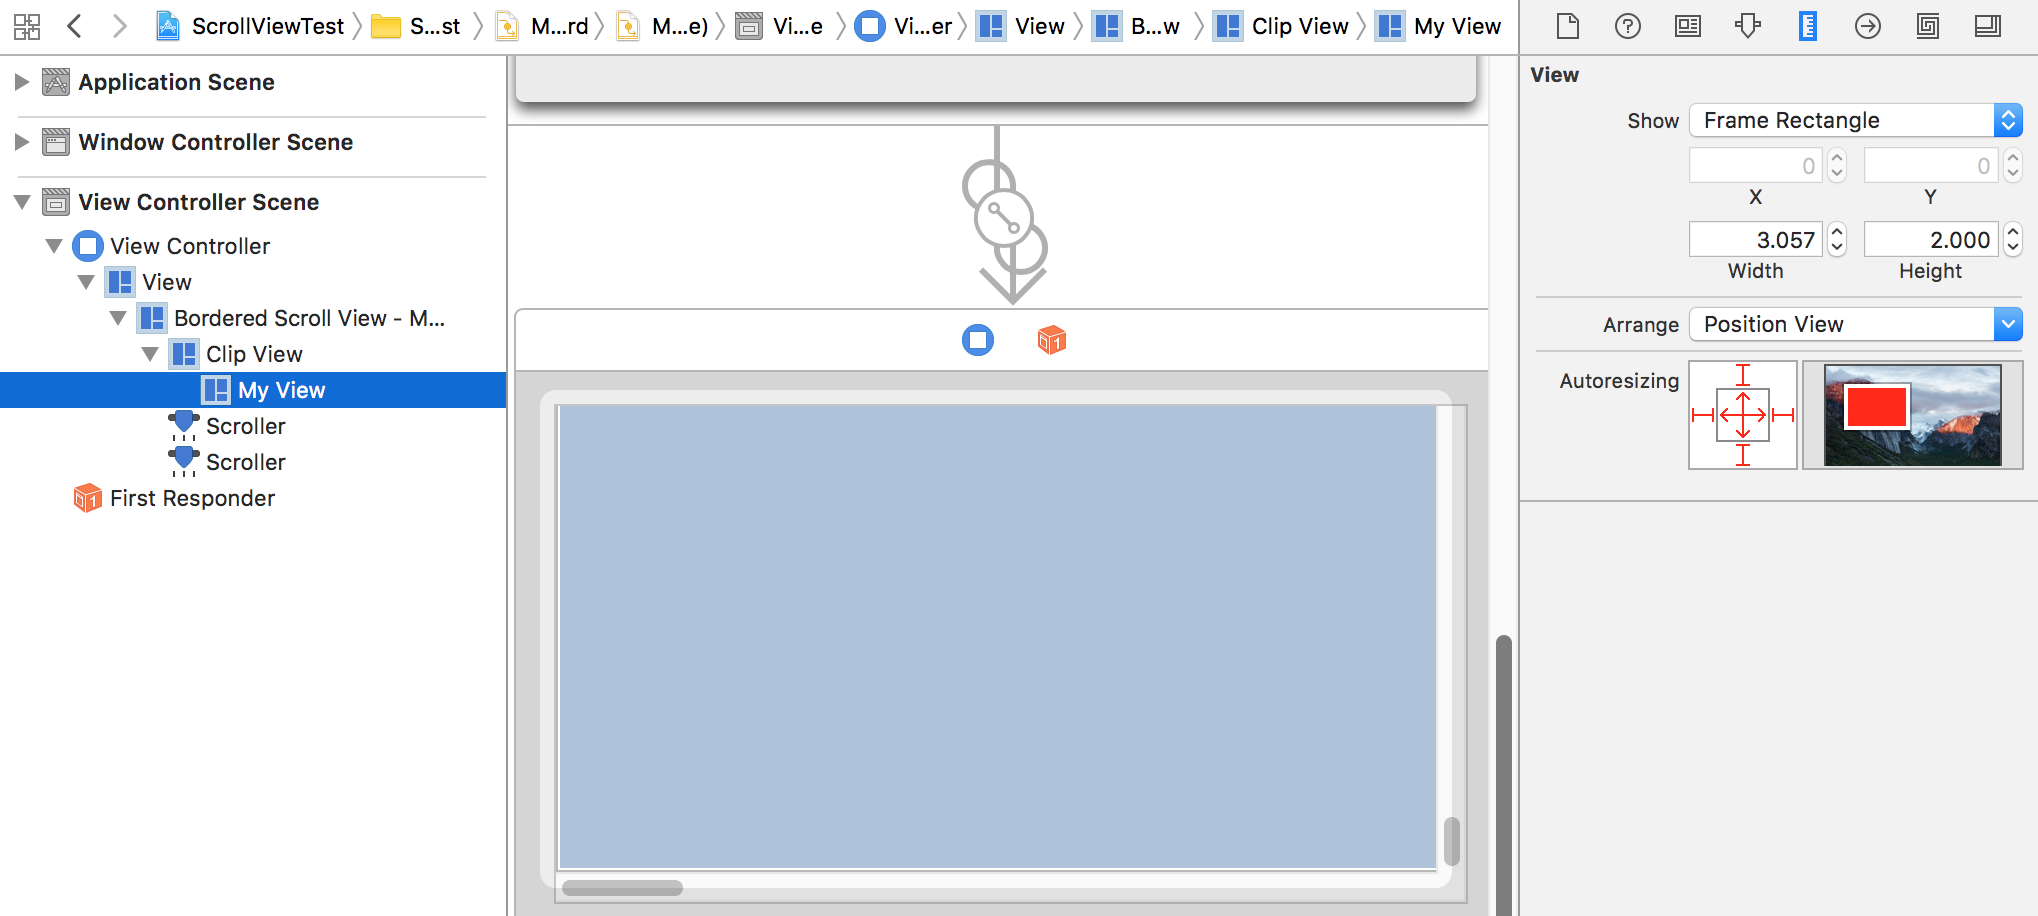 ScrollViewTest S...st M...rd M...e) Vi...e Vi...er View B...w Clip View My View
Application Scene
Window Controller Scene
View Controller Scene
View Controller
View
Bordered Scroll View - M...
Clip View
My View
Scroller
Scroller
First Responder
1
View
Show Frame Rectangle
0 0
X Y
3.057 2.000
Width Height
Arrange Position View
Autoresizing